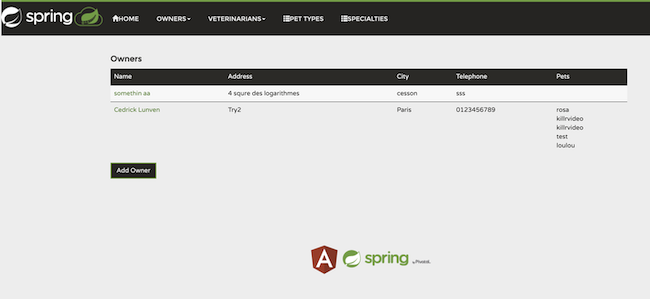 spring
HOME OWNERS VETERINARIANS PET TYPES SPECIALTIES
Owners
Name Address City Telephone Pets
somethin aa 4 squre des logarithmes cesson sss
Cedrick Lunven Try2 Paris 0123456789 rosa
killrvideo
killrvideo
test
loulou
Add Owner
A spring by Pivotal.